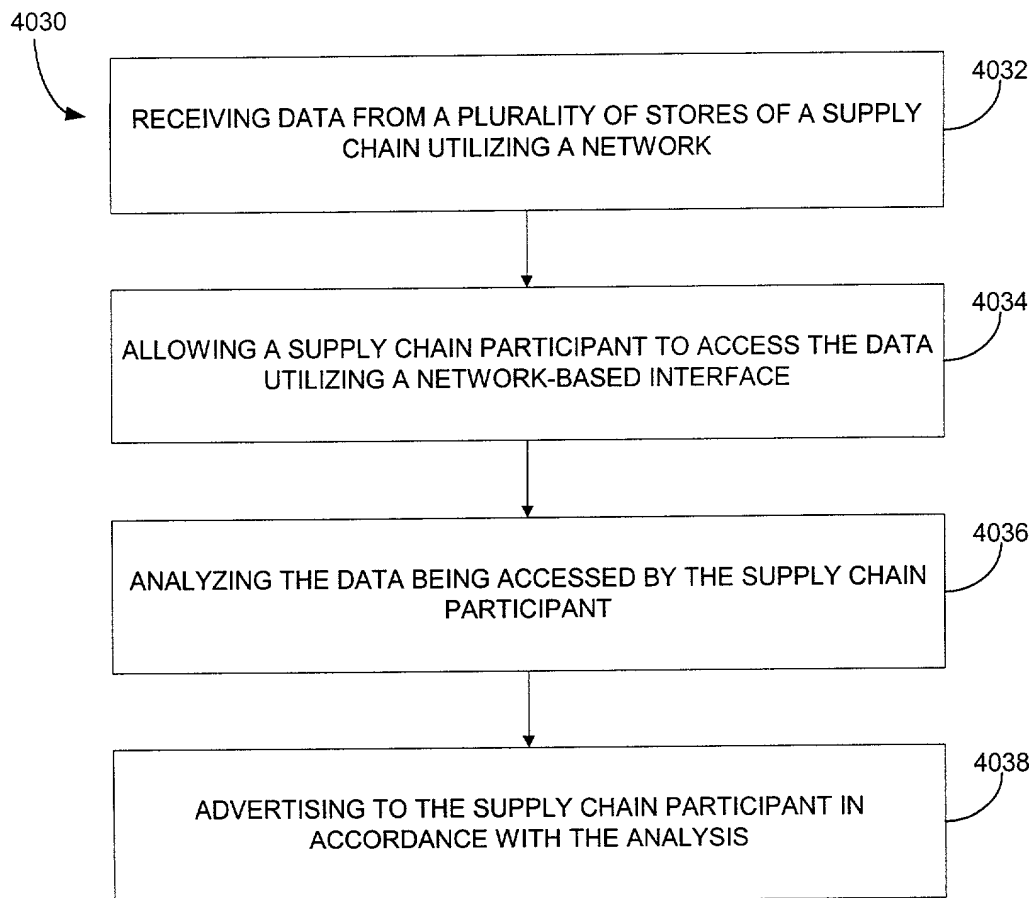 4030
4032
RECEIVING DATA FROM A PLURALITY OF STORES OF A SUPPLY
CHAIN UTILIZING A NETWORK
4034
ALLOWING A SUPPLY CHAIN PARTICIPANT TO ACCESS THE DATA
UTILIZING A NETWORK-BASED INTERFACE
4036
ANALYZING THE DATA BEING ACCESSED BY THE SUPPLY CHAIN
PARTICIPANT
4038
ADVERTISING TO THE SUPPLY CHAIN PARTICIPANT IN
ACCORDANCE WITH THE ANALYSIS